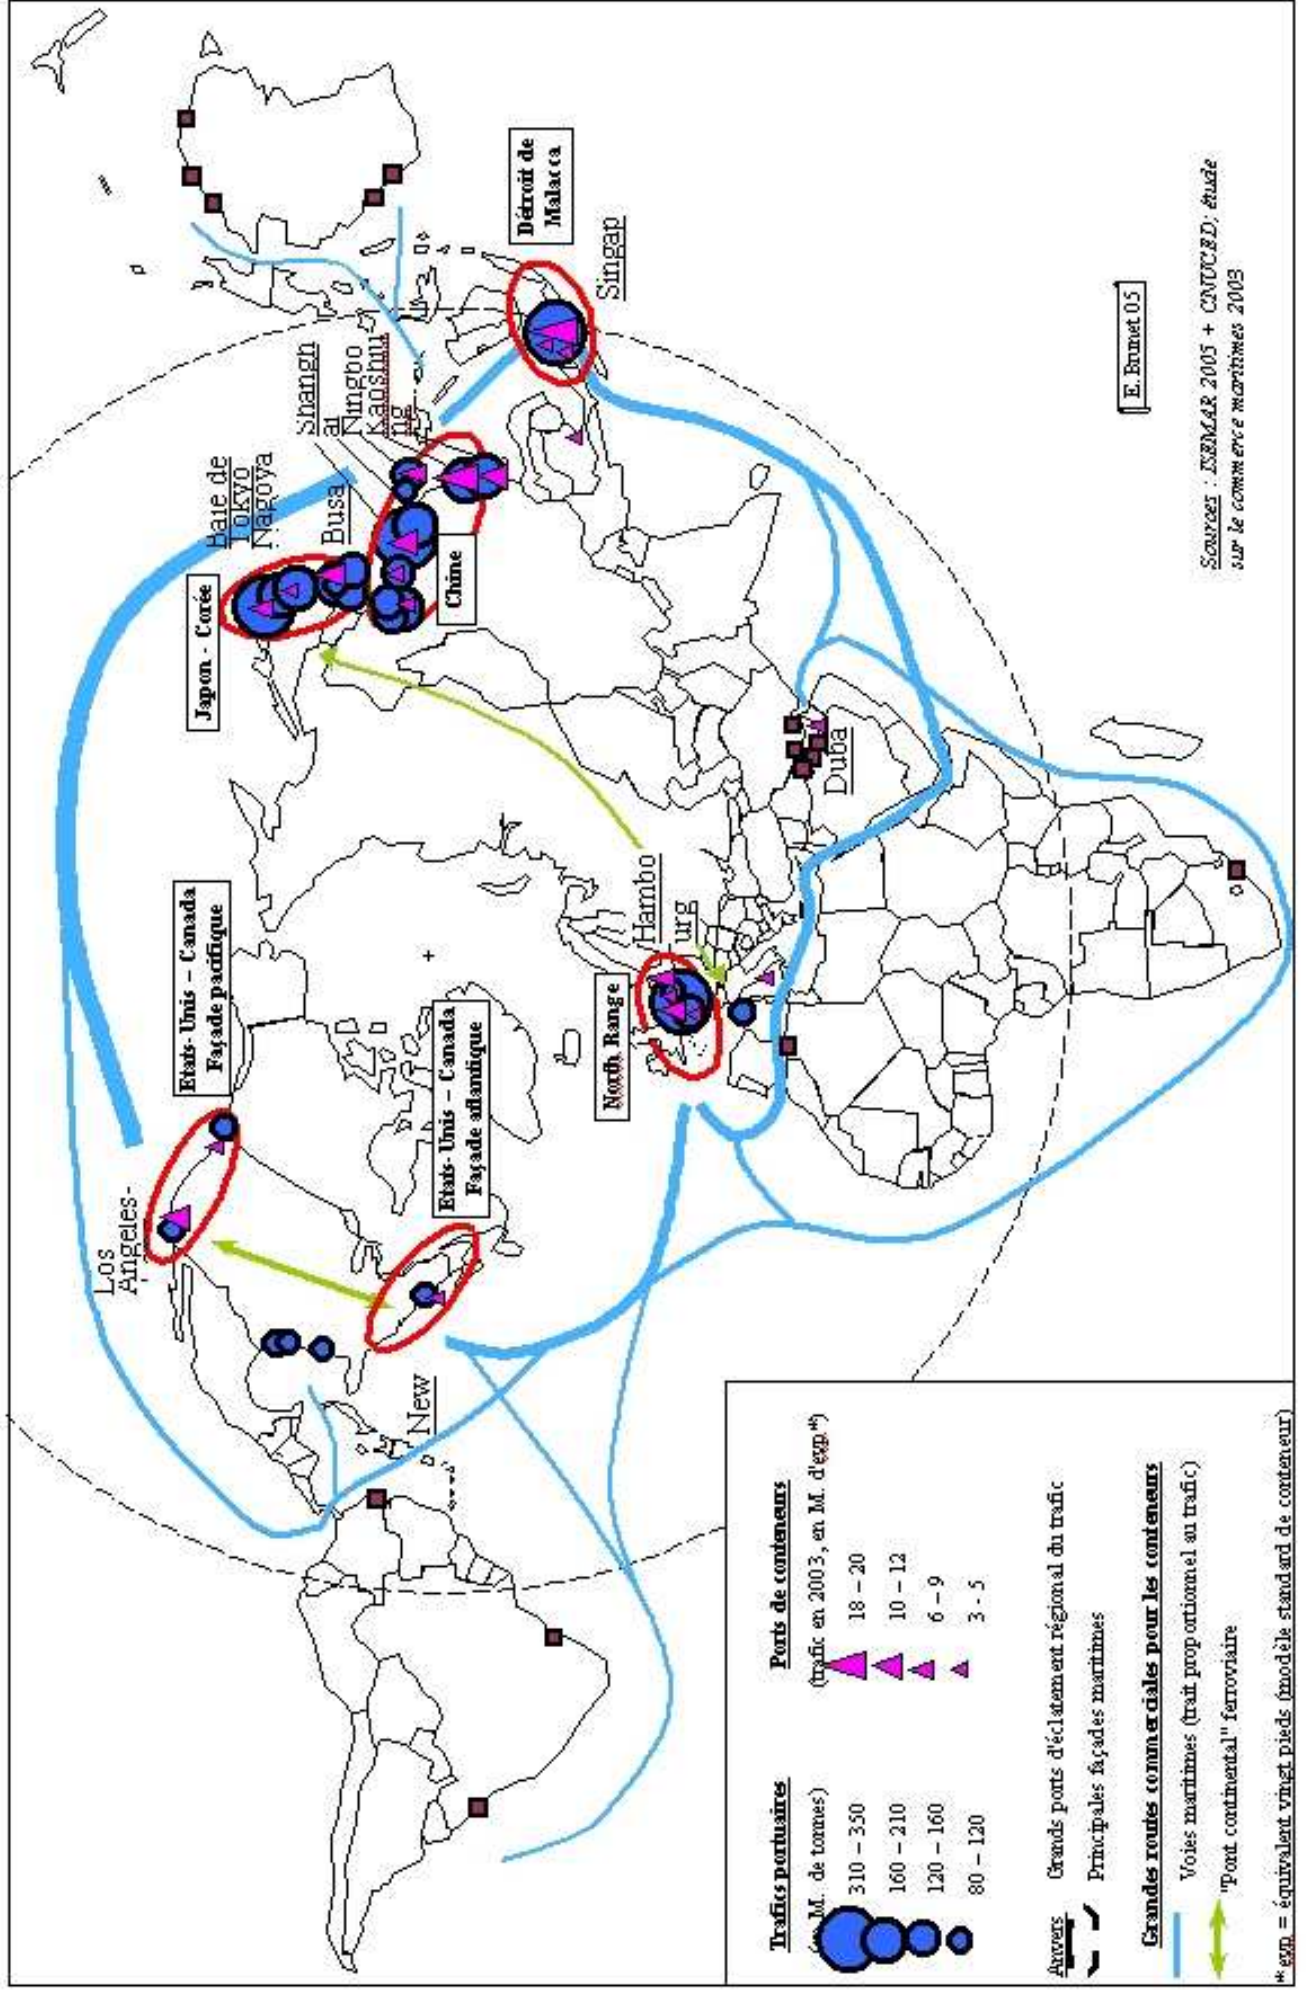 Détroit de
Malacca
Singap
Shangh
ai
Ningbo
Kaoshiu
ng
Baie de
Tokyo
Nagoya
Busa
Japon - Corée
Chine
Etats-Unis – Canada
Façade pacifique
Los
Angeles-
Etats-Unis – Canada
Façade atlantique
New
North Range
Hambo
urg
Duba
E. Brunet 05
Sources : ISEMAR 2005 + CNUCED; étude
sur le commerce maritimes 2003
Trafics portuaires
(en M. de tonnes)
310 – 350
160 – 210
120 – 160
80 – 120
Ports de conteneurs
(trafic en 2003, en M. d'evp*)
18 – 20
10 – 12
6 – 9
3 - 5
Anvers Grands ports d'éclatement régional du trafic
Principales façades maritimes
Grandes routes commerciales pour les conteneurs
Voies maritimes (trait proportionnel au trafic)
"Pont continental" ferroviaire
* evp = équivalent vingt pieds (modèle standard de conteneur)